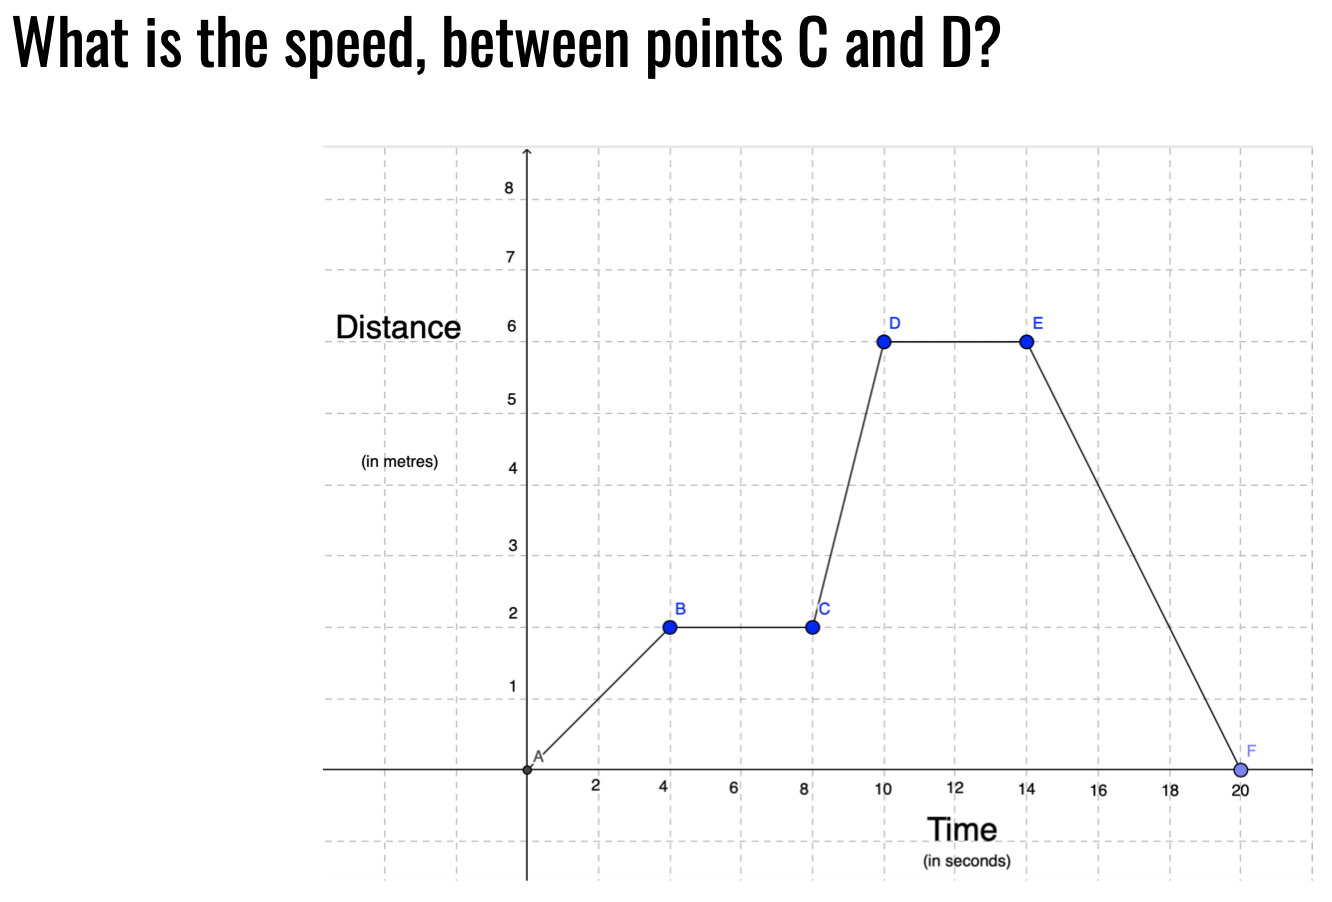 What is the speed, between points C and D?
8
7
Distance
6
D
E
5
(in metres)
4
3
B
C
2
1
A
F
2 4 6 8 10 12 14 16 18 20
Time
(in seconds)